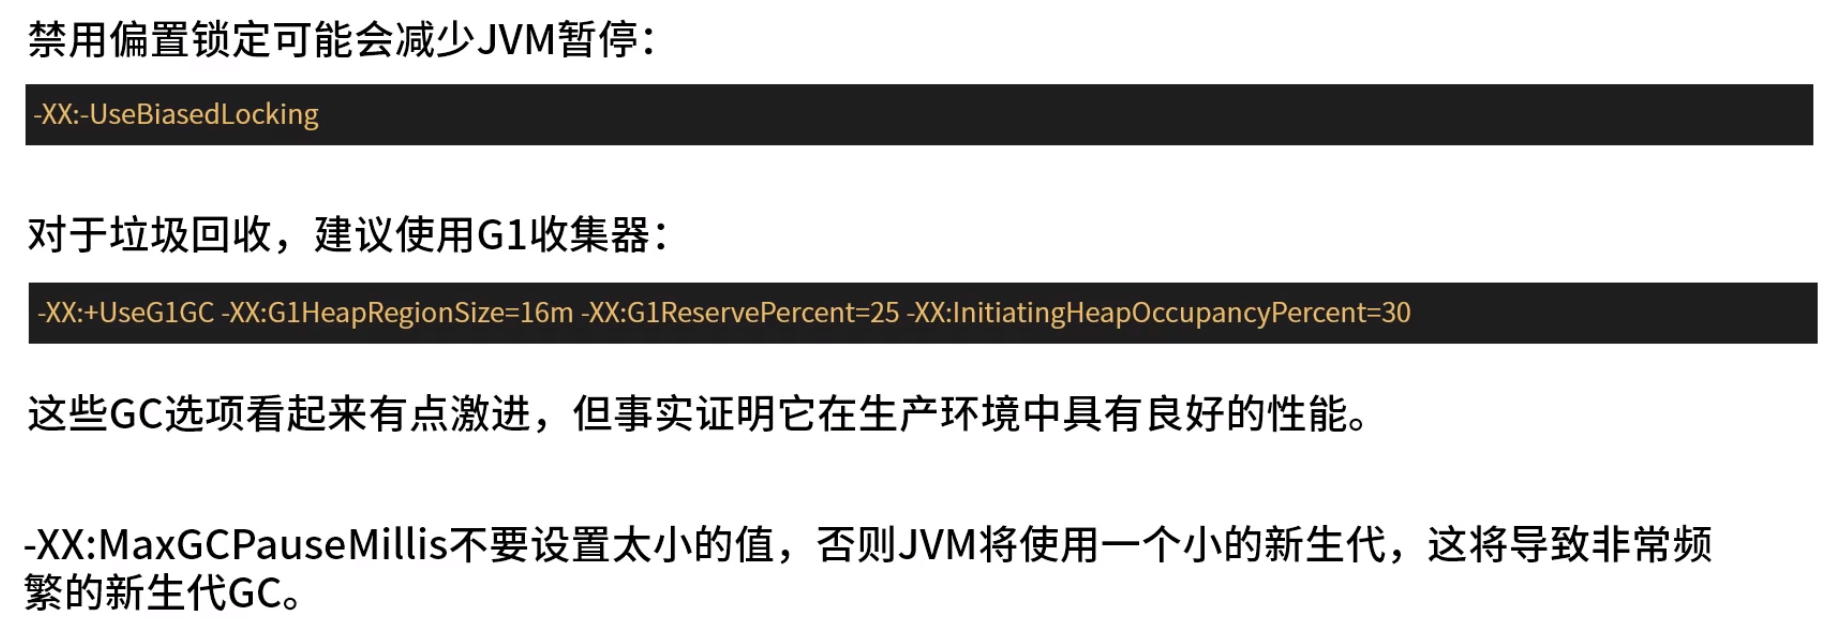 禁用偏置锁定可能会减少JVM暂停：
-XX:-UseBiasedLocking
对于垃圾回收，建议使用G1收集器：
-XX:+UseG1GC -XX:G1HeapRegionSize=16m -XX:G1ReservePercent=25 -XX:InitiatingHeapOccupancyPercent=30
这些GC选项看起来有点激进，但事实证明它在生产环境中具有良好的性能。
-XX:MaxGCPauseMillis不要设置太小的值，否则JVM将使用一个小的新生代，这将导致非常频
繁的新生代GC。